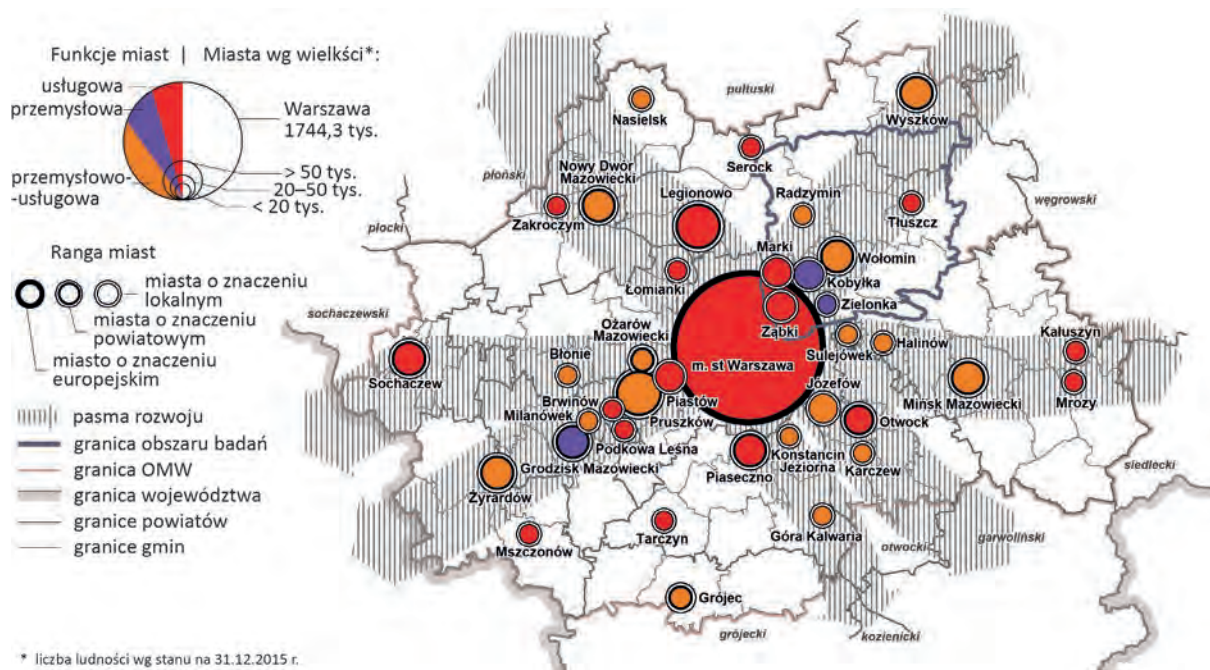 Funkcje miast | Miasta wg wielkści*:
usługowa
przemysłowa
Warszawa
1744,3 tys.
przemysłowo-
-usługowa
> 50 tys.
20–50 tys.
< 20 tys.
Ranga miast
miasta o znaczeniu
lokalnym
miasta o znaczeniu
powiatowym
miasto o znaczeniu
europejskim
pasma rozwoju
granica obszaru badań
granica OMW
granica województwa
granice powiatów
granice gmin
* liczba ludności wg stanu na 31.12.2015 r.
pułtuski
Nasielsk
Wyszków
Serock
płoński
Nowy Dwór
Mazowiecki
Legionowo
Radzymin
węgrowski
Zakroczym
Tłuszcz
płocki
Marki
Wołomin
Łomianki
Kobyłka
Zielonka
sochaczewski
Ząbki
Ożarów
Mazowiecki
Sulejówek
Halinów
Kałuszyn
Błonie
Sochaczew
m. st Warszawa
Józefów
Mińsk Mazowiecki
Mrozy
Brwinów
Piastów
Milanówek
Pruszków
Otwock
Podkowa Leśna
Konstancin
Jeziorna
Grodzisk Mazowiecki
Piaseczno
Karczew
siedlecki
Żyrardów
Mszczonów
Tarczyn
Góra Kalwaria
otwocki
garwoliński
Grójec
grójecki
kozienicki